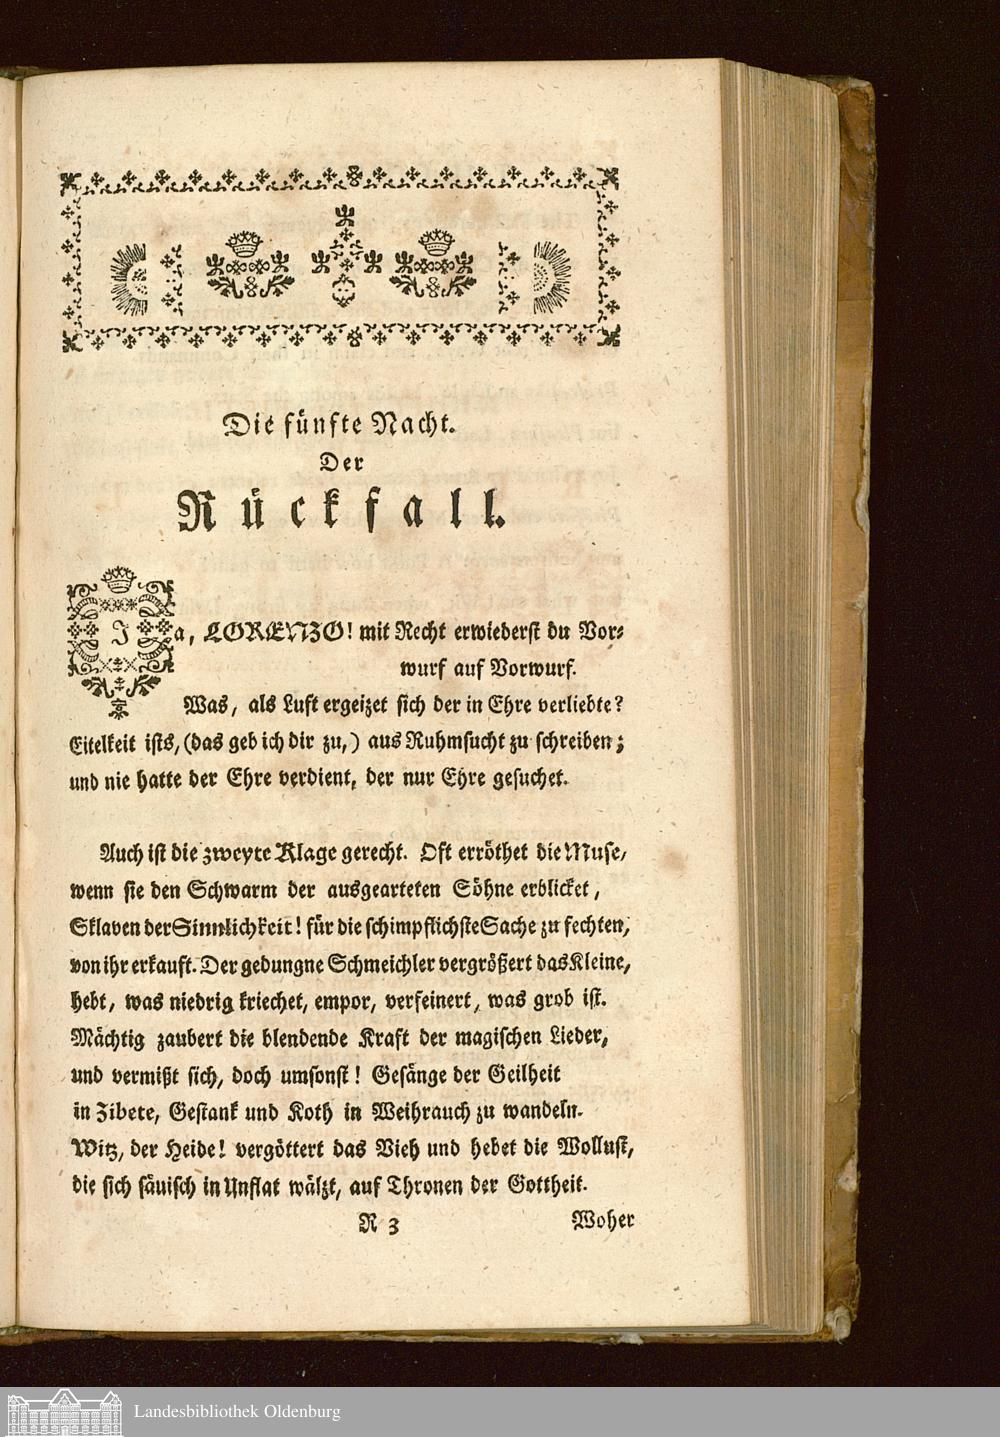 Die fünfte Nacht.
Der
Rückfall.
Ja, LORENZO! mit Recht erwiederst du Vor-
wurf auf Vorwurf.
Was, als Luft ergeizet sich der in Ehre verliebte?
Eitelkeit ists, (das geb ich dir zu,) aus Ruhmsucht zu schreiben;
und nie hatte der Ehre verdient, der nur Ehre gesuchet.
Auch ist die zweyte Klage gerecht. Oft erröthet die Muse,
wenn sie den Schwarm der ausgearteten Söhne erblicket,
Sklaven der Sinnlichkeit! für die schimpflichste Sache zu fechten,
von ihr erkauft. Der gedungne Schmeichler vergrößert das Kleine,
hebt, was niedrig kriechet, empor, verfeinert, was grob ist.
Mächtig zaubert die blendende Kraft der magischen Lieder,
und vermißt sich, doch umsonst! Gesänge der Geilheit
in Zibete, Gestank und Koth in Weihrauch zu wandeln.
Witz, der Heide! vergöttert das Vieh und hebet die Wollust,
die sich säuisch in Unflat wälzt, auf Thronen der Gottheit.
R 3
Woher
Landesbibliothek Oldenburg